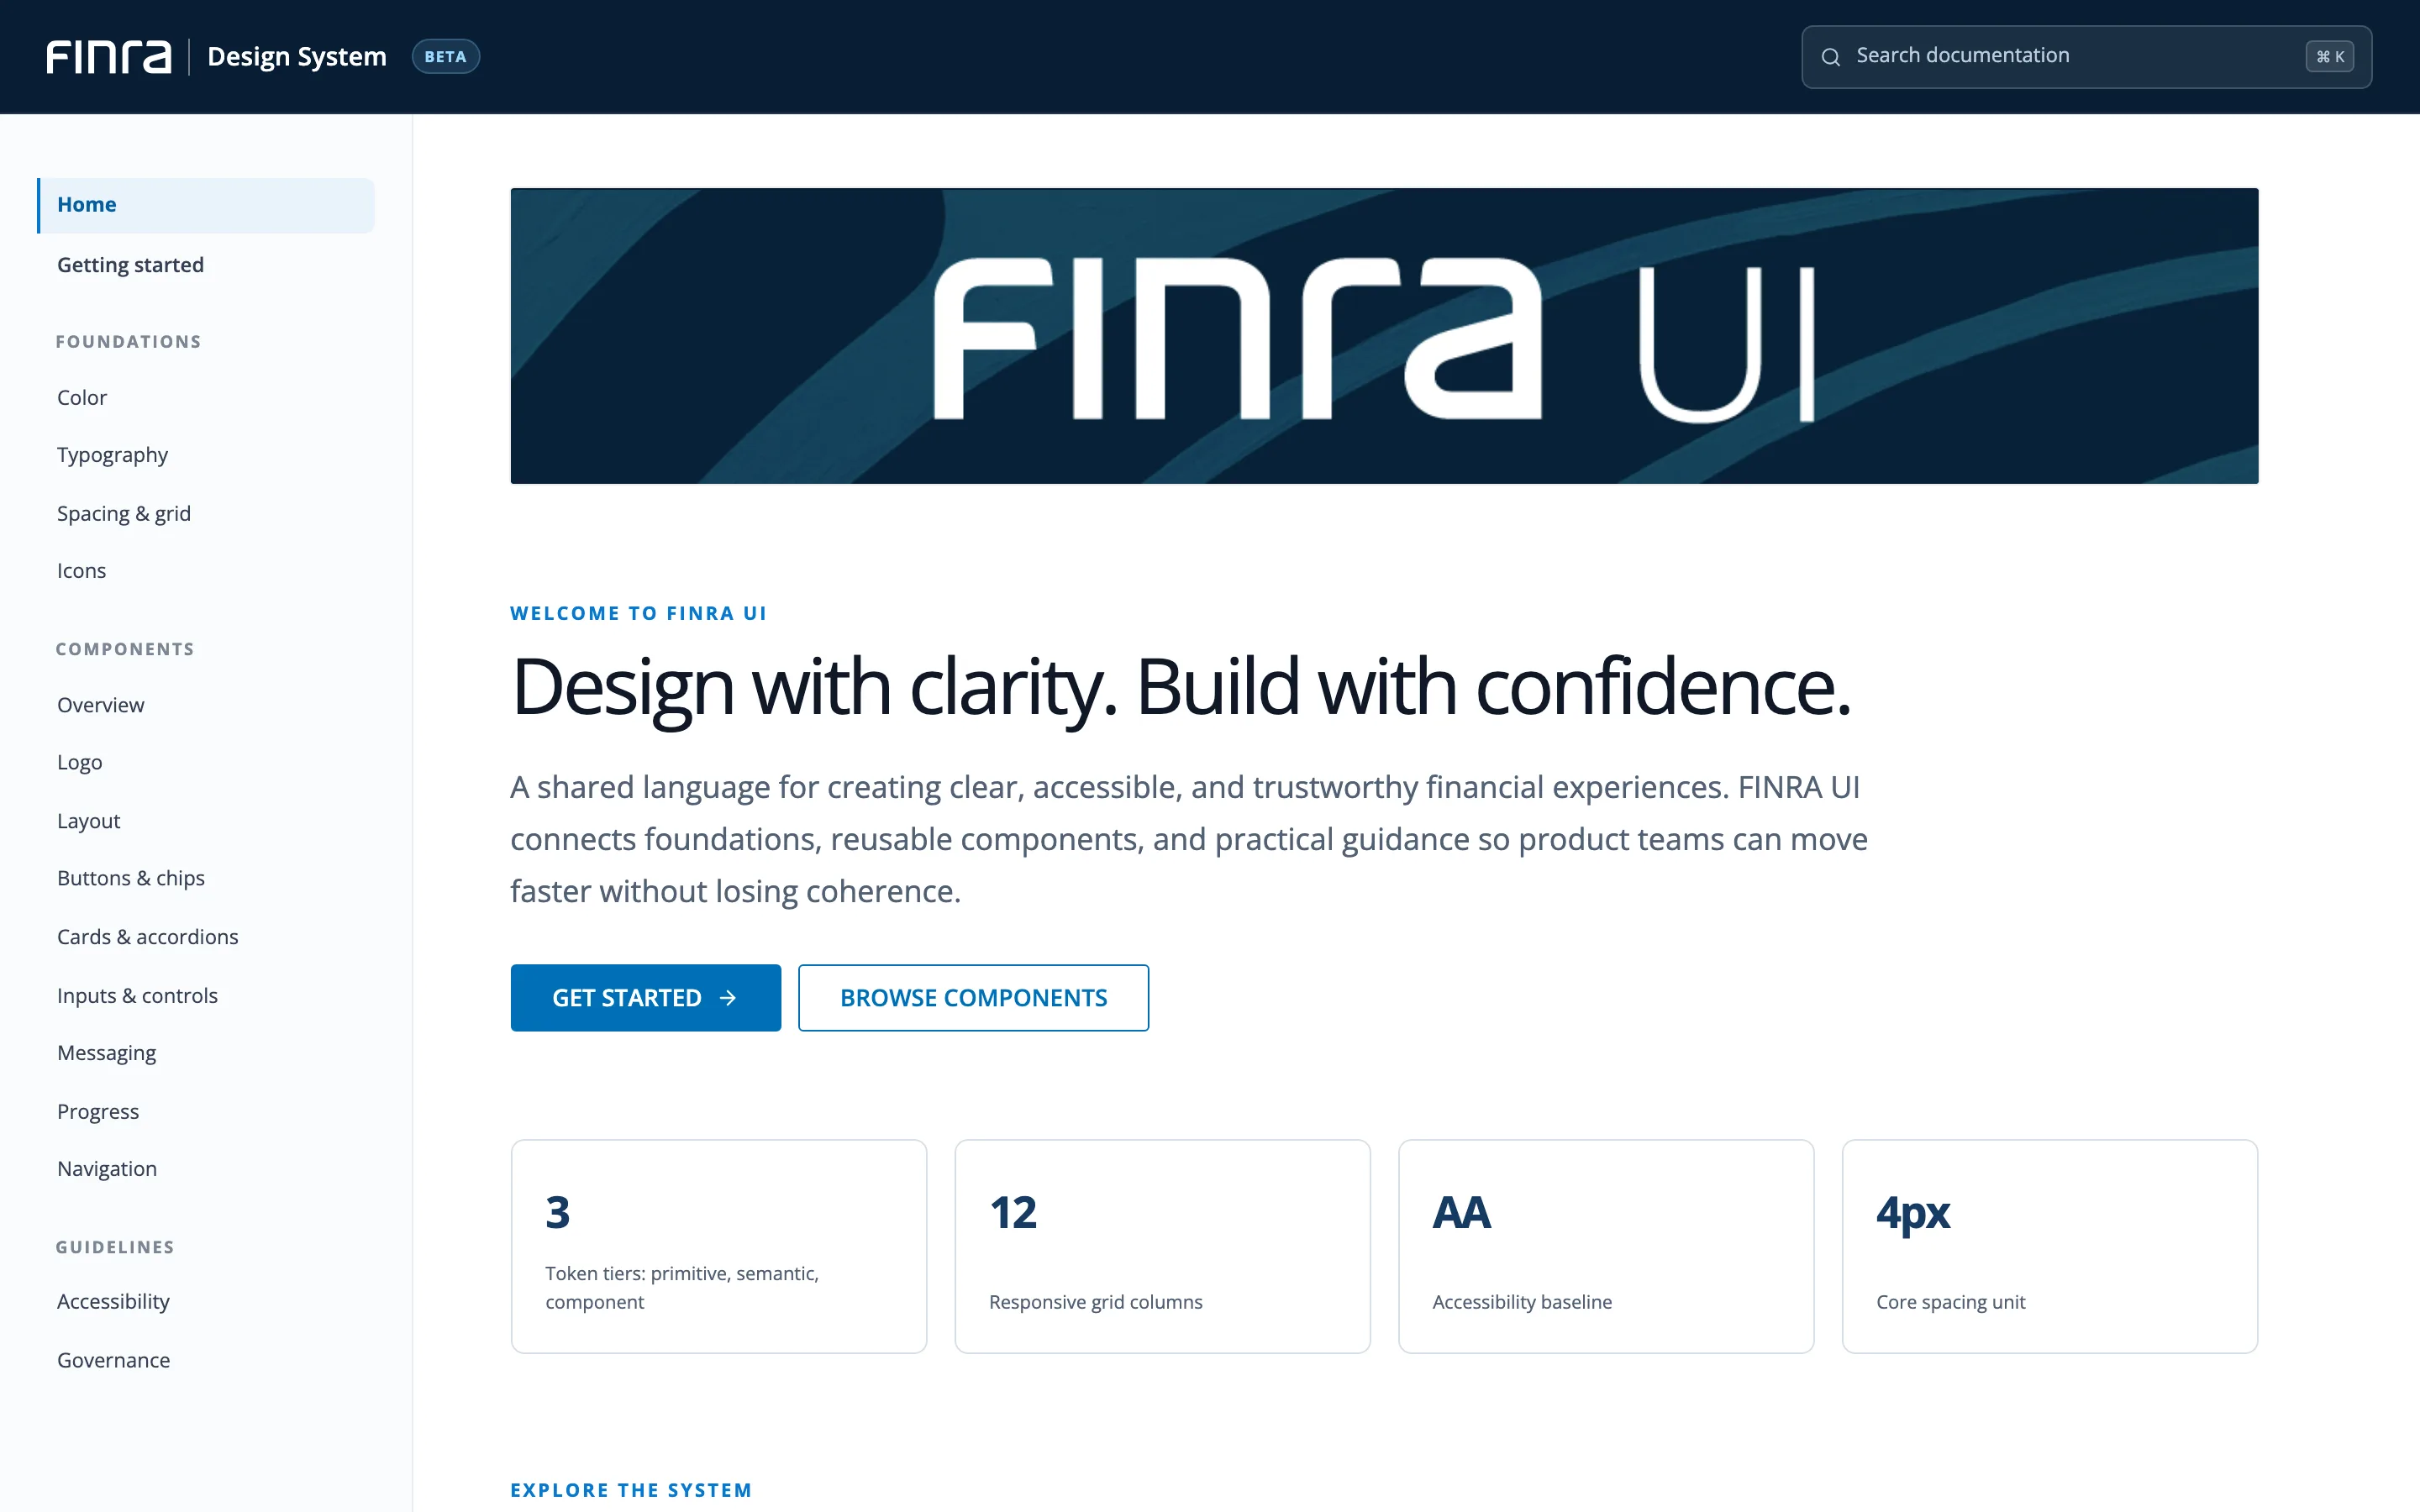 FINRA
Design System
BETA
Search documentation
⌘ K
Home
Getting started
FOUNDATIONS
Color
Typography
Spacing & grid
Icons
COMPONENTS
Overview
Logo
Layout
Buttons & chips
Cards & accordions
Inputs & controls
Messaging
Progress
Navigation
GUIDELINES
Accessibility
Governance
FINRA UI
WELCOME TO FINRA UI
Design with clarity. Build with confidence.
A shared language for creating clear, accessible, and trustworthy financial experiences. FINRA UI
connects foundations, reusable components, and practical guidance so product teams can move
faster without losing coherence.
GET STARTED →
BROWSE COMPONENTS
3
Token tiers: primitive, semantic,
component
12
Responsive grid columns
AA
Accessibility baseline
4px
Core spacing unit
EXPLORE THE SYSTEM